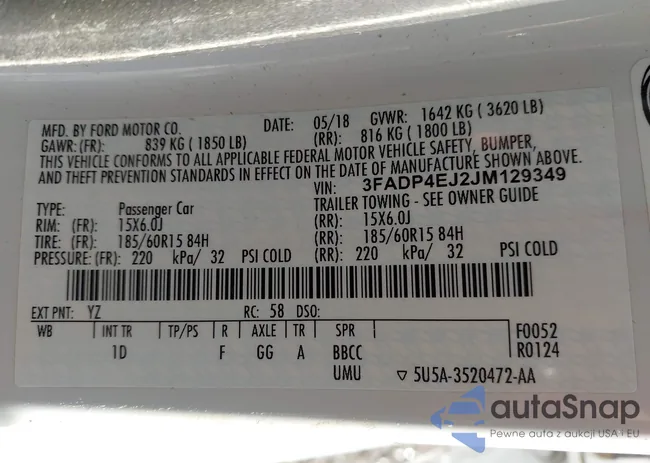 MFD. BY FORD MOTOR CO. DATE: 05/18 GVWR: 1642 KG ( 3620 LB)
GAWR: (FR): 839 KG ( 1850 LB) (RR): 816 KG ( 1800 LB)
THIS VEHICLE CONFORMS TO ALL APPLICABLE FEDERAL MOTOR VEHICLE SAFETY, BUMPER,
AND THEFT PREVENTION STANDARDS IN EFFECT ON THE DATE OF MANUFACTURE SHOWN ABOVE.
VIN: 3FADP4EJ2JM129349
TYPE: Passenger Car TRAILER TOWING - SEE OWNER GUIDE
RIM: (FR): 15X6.0J (RR): 15X6.0J
TIRE: (FR): 185/60R15 84H (RR): 185/60R15 84H
PRESSURE: (FR): 220 kPa/ 32 PSI COLD (RR): 220 kPa/ 32 PSI COLD
EXT PNT: YZ RC: 58 DSO:
WB INT TR TP/PS R AXLE TR SPR F0052
1D F GG A BBCC R0124
UMU ▽ 5U5A-3520472-AA
autaSnap
Pewne auta z aukcji USA i EU